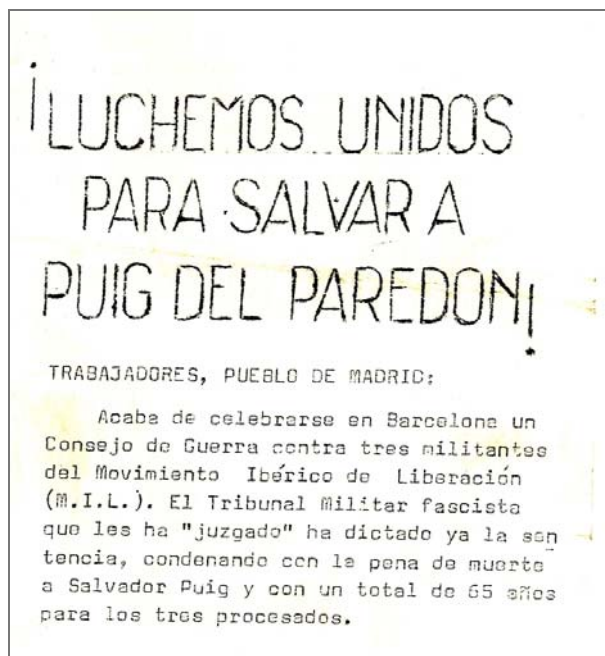 ¡LUCHEMOS UNIDOS
PARA SALVAR A
PUIG DEL PAREDON!
TRABAJADORES, PUEBLO DE MADRID:
Acaba de celebrarse en Barcelona un
Consejo de Guerra contra tres militantes
del Movimiento Ibérico de Liberación
(M.I.L.). El Tribunal Militar fascista
que les ha "juzgado" ha dictado ya la sen
tencia, condenando con la pena de muerte
a Salvador Puig y con un total de 65 años
para los tres procesados.